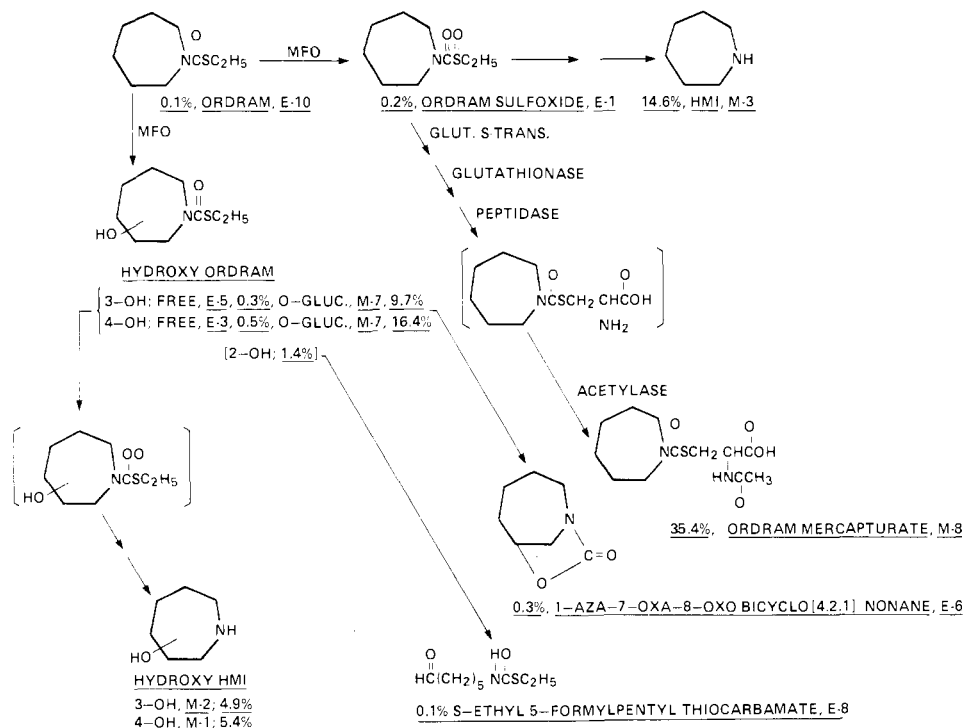 O
NCSC2H5
MFO
OO
NCSC2H5
NH
0.1%, ORDRAM, E-10
0.2%, ORDRAM SULFOXIDE, E-1
14.6%, HMI, M-3
MFO
GLUT. S-TRANS.
GLUTATHIONASE
PEPTIDASE
O
NCSC2H5
HO
HYDROXY ORDRAM
3-OH; FREE, E-5, 0.3%, O-GLUC., M-7, 9.7%
4-OH; FREE, E-3, 0.5%, O-GLUC., M-7, 16.4%
[2-OH; 1.4%]
O O
NCSCH2 COH
NH2
ACETYLASE
O O
NCSCH2 COH
HNCCH3
O
35.4%, ORDRAM MERCAPTURATE, M-8
OO
NCSC2H5
HO
N
C=O
O
0.3%, 1-AZA-7-OXA-8-OXO BICYCLO[4.2.1] NONANE, E-6
NH
HO
HYDROXY HMI
3-OH, M-2; 4.9%
4-OH, M-1; 5.4%
O HO
HC(CH2)5 NCSC2H5
0.1% S-ETHYL 5-FORMYLPENTYL THIOCARBAMATE, E-8